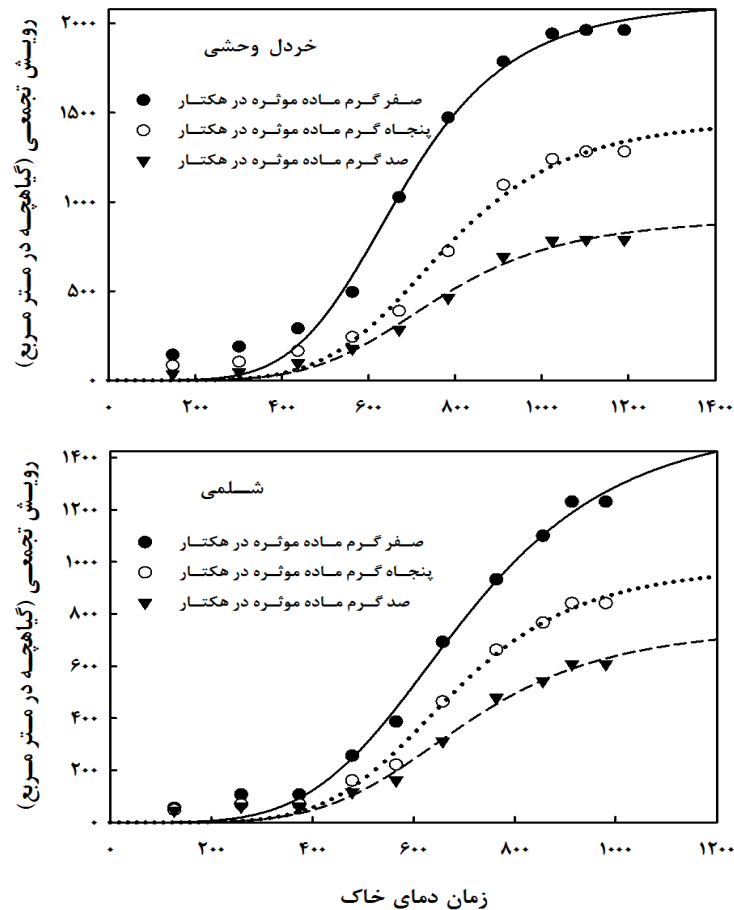 رویش تجمعی (گیاهچه در متر مربع)
۲۰۰۰
۱۵۰۰
۱۰۰۰
۵۰۰
۰
خردل وحشی
صفر گرم ماده موثره در هکتار
پنجاه گرم ماده موثره در هکتار
صد گرم ماده موثره در هکتار
۰ ۲۰۰ ۴۰۰ ۶۰۰ ۸۰۰ ۱۰۰۰ ۱۲۰۰ ۱۴۰۰
رویش تجمعی (گیاهچه در متر مربع)
۱۴۰۰
۱۲۰۰
۱۰۰۰
۸۰۰
۶۰۰
۴۰۰
۲۰۰
۰
شلمی
صفر گرم ماده موثره در هکتار
پنجاه گرم ماده موثره در هکتار
صد گرم ماده موثره در هکتار
۰ ۲۰۰ ۴۰۰ ۶۰۰ ۸۰۰ ۱۰۰۰ ۱۲۰۰
زمان دمای خاک